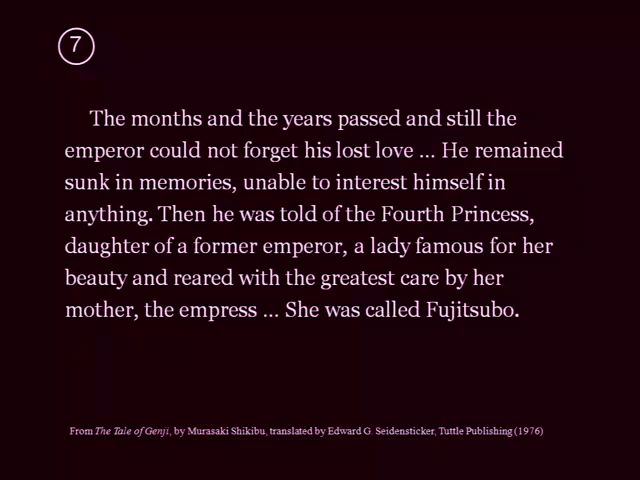 7
The months and the years passed and still the
emperor could not forget his lost love ... He remained
sunk in memories, unable to interest himself in
anything. Then he was told of the Fourth Princess,
daughter of a former emperor, a lady famous for her
beauty and reared with the greatest care by her
mother, the empress ... She was called Fujitsubo.
From The Tale of Genji, by Murasaki Shikibu, translated by Edward G. Seidensticker, Tuttle Publishing (1976)